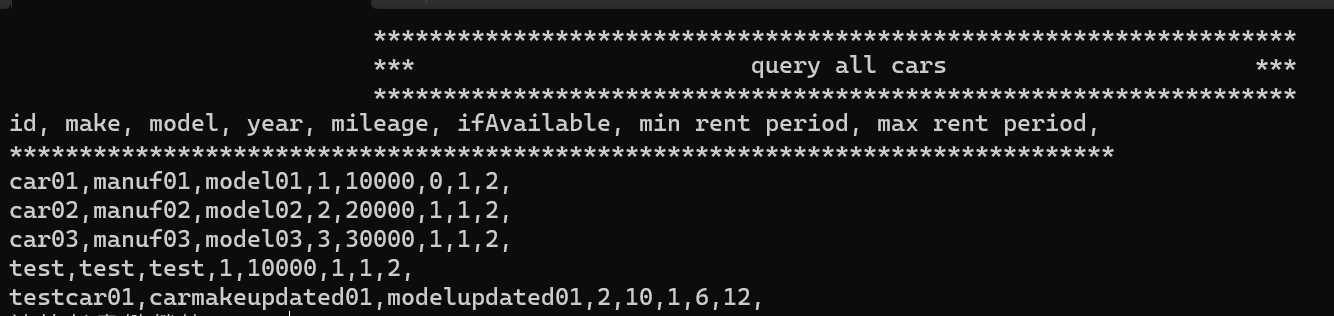 ******************************************************************
*** query all cars ***
******************************************************************
id, make, model, year, mileage, ifAvailable, min rent period, max rent period,
*******************************************************************************
car01,manuf01,model01,1,10000,0,1,2,
car02,manuf02,model02,2,20000,1,1,2,
car03,manuf03,model03,3,30000,1,1,2,
test,test,test,1,10000,1,1,2,
testcar01,carmakeupdated01,modelupdated01,2,10,1,6,12,